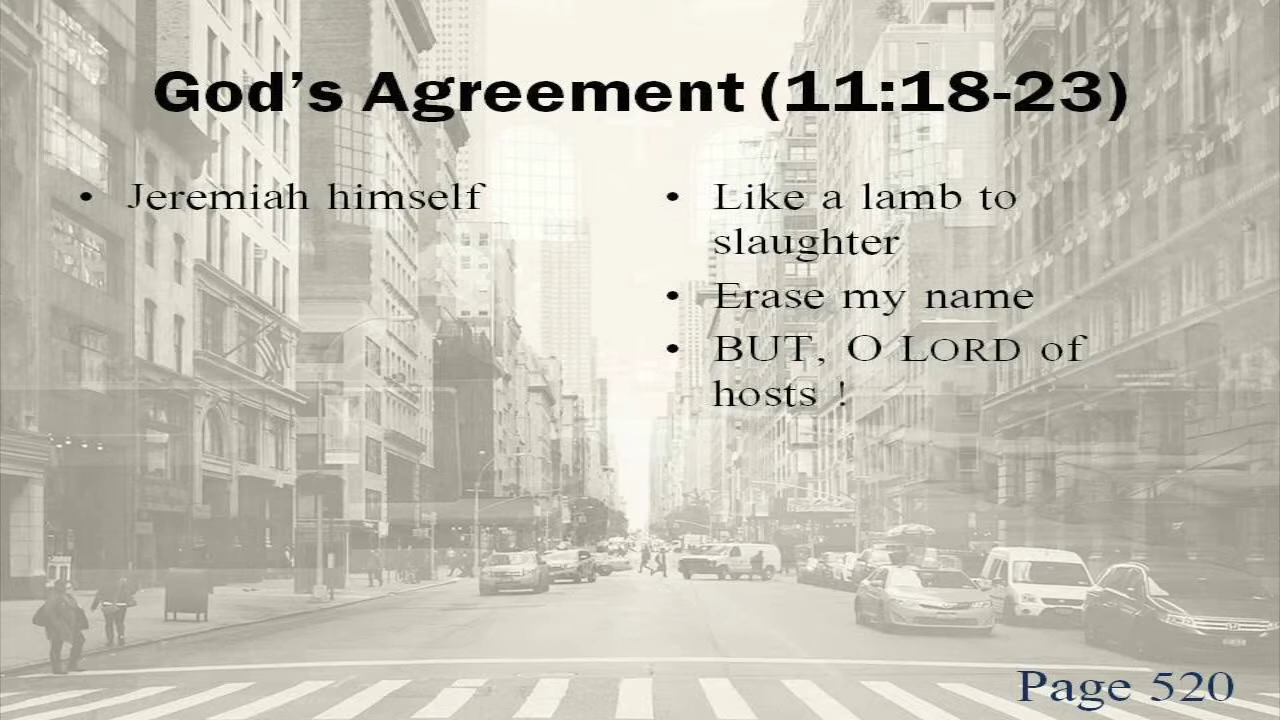 God's Agreement (11:18-23)
• Jeremiah himself
• Like a lamb to
slaughter
• Erase my name
• BUT, O LORD of
hosts !
Page 520